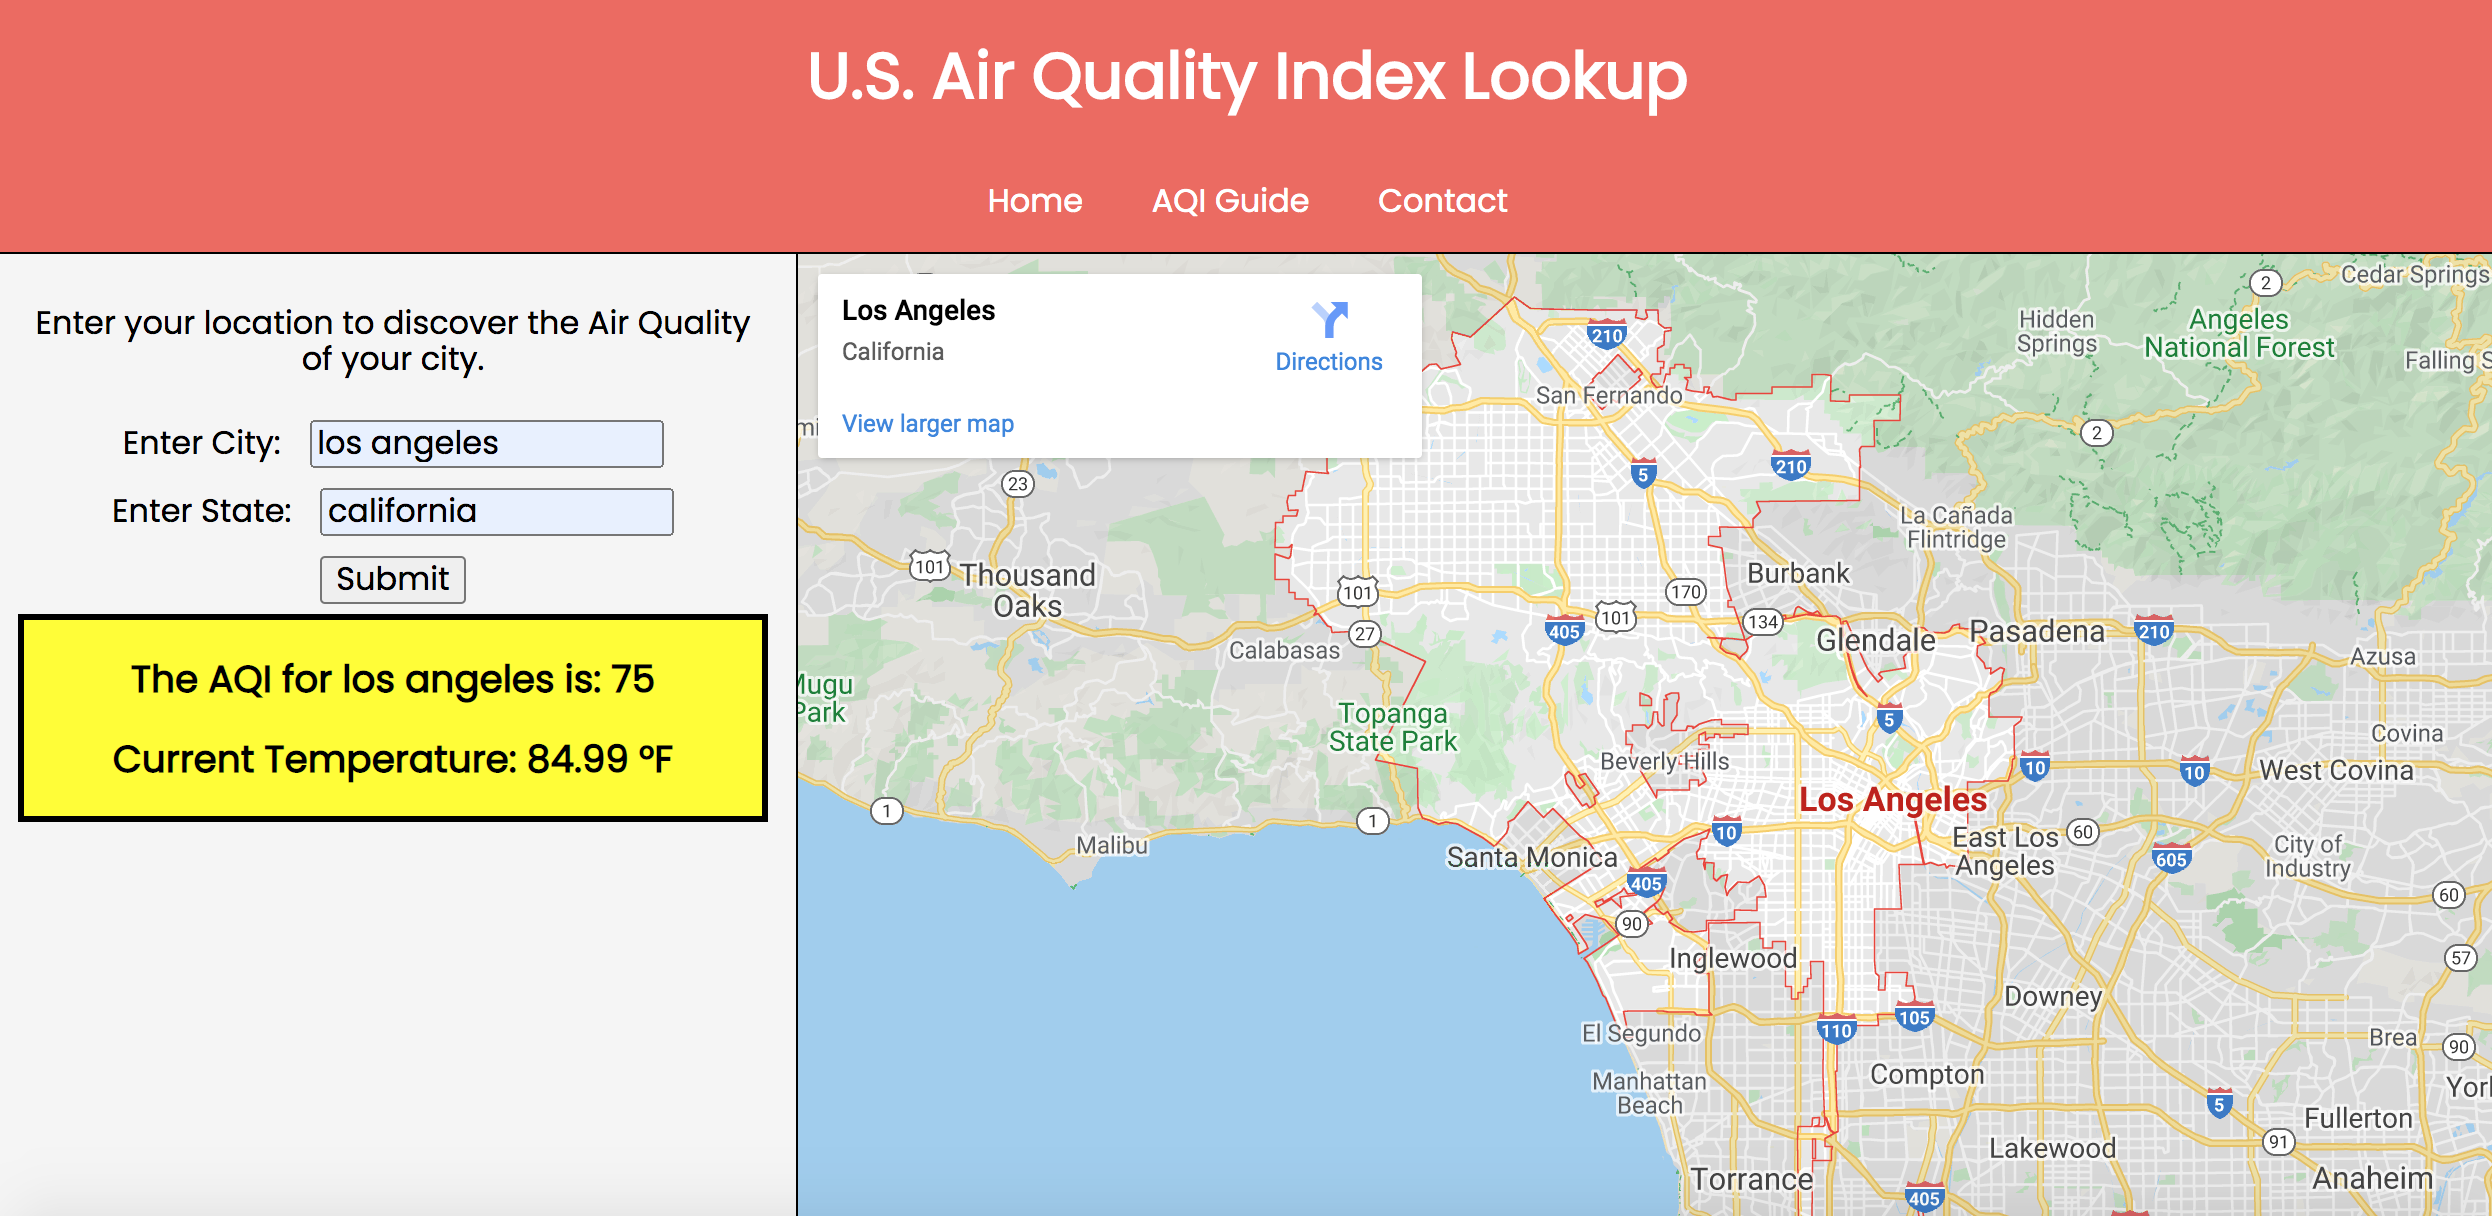 U.S. Air Quality Index Lookup
Home AQI Guide Contact
Enter your location to discover the Air Quality
of your city.
Enter City: los angeles
Enter State: california
Submit
The AQI for los angeles is: 75
Current Temperature: 84.99 ºF
Los Angeles
California
Directions
View larger map
Cedar Springs
2
Hidden
Springs
Angeles
National Forest
Falling S
210
San Fernando
2
23
5
210
La Cañada
Flintridge
101
Thousand
Oaks
101
170
Burbank
101
134
405
27
Calabasas
Glendale
Pasadena
210
Azusa
Mugu
Park
Topanga
State Park
5
Covina
Beverly Hills
10
10
West Covina
Los Angeles
1
1
10
Malibu
Santa Monica
East Los
Angeles
60
605
City of
Industry
405
60
90
Inglewood
57
Downey
El Segundo
110
105
Brea
90
Manhattan
Beach
Compton
Yor
5
Fullerton
91
Lakewood
Torrance
405
Anaheim